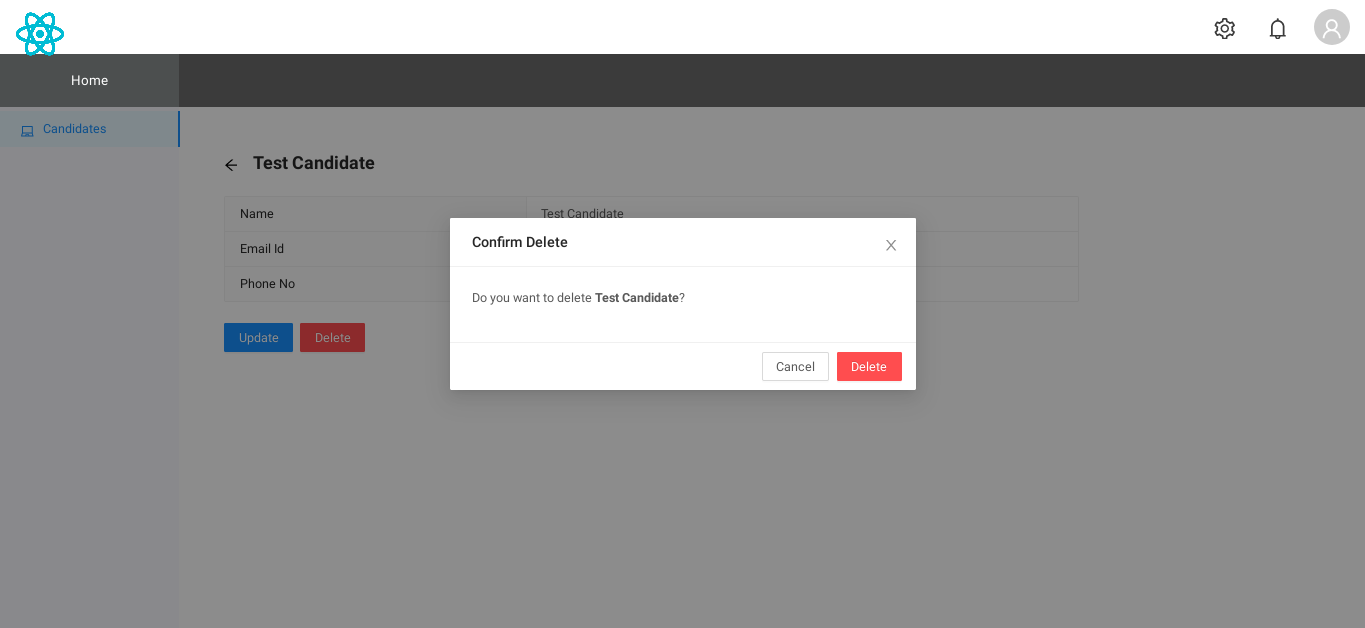 Home
Candidates
Test Candidate
Name
Test Candidate
Email Id
Phone No
Update
Delete
Confirm Delete
Do you want to delete Test Candidate?
Cancel
Delete